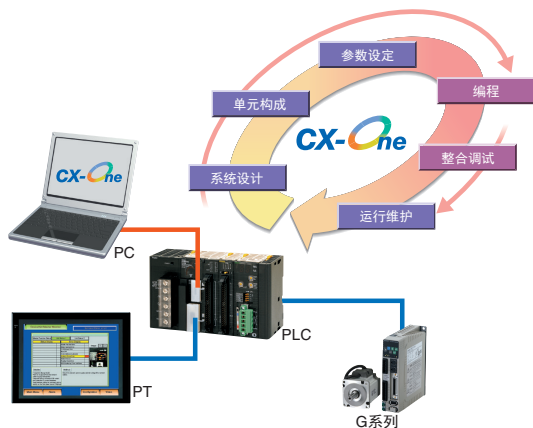 参数设定
编程
单元构成
CX-One
整合调试
CX-One
系统设计
运行维护
PC
PLC
PT
G系列